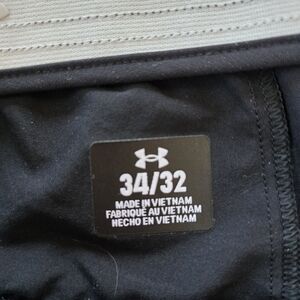 34/32
MADE IN VIETNAM
FABRIQUÉ AU VIETNAM
HECHO EN VIETNAM